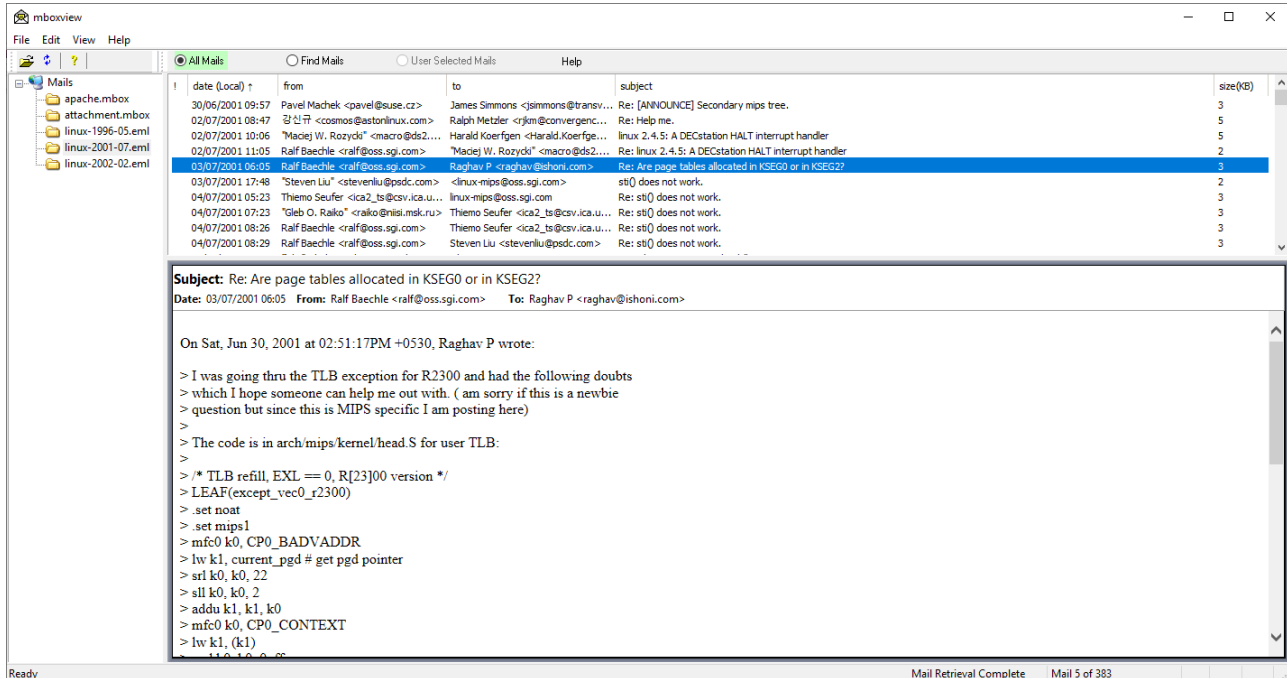 mboxview
File Edit View Help
All Mails Find Mails User Selected Mails Help
Mails
apache.mbox
attachment.mbox
linux-1996-05.eml
linux-2001-07.eml
linux-2002-02.eml
! date (Local) ↑ from to subject size(KB)
30/06/2001 09:57 Pavel Machek <pavel@suse.cz> James Simmons <jsimmons@transv... Re: [ANNOUNCE] Secondary mips tree. 3
02/07/2001 08:47 강신규 <cosmos@astonlinux.com> Ralph Metzler <rjkm@convergenc... Re: Help me. 5
02/07/2001 10:06 "Maciej W. Rozycki" <macro@ds2.... Harald Koerfgen <Harald.Koerfge... linux 2.4.5: A DECstation HALT interrupt handler 5
02/07/2001 11:05 Ralf Baechle <ralf@oss.sgi.com> "Maciej W. Rozycki" <macro@ds2.... Re: linux 2.4.5: A DECstation HALT interrupt handler 2
03/07/2001 06:05 Ralf Baechle <ralf@oss.sgi.com> Raghav P <raghav@ishoni.com> Re: Are page tables allocated in KSEG0 or in KSEG2? 3
03/07/2001 17:48 "Steven Liu" <stevenliu@psdc.com> <linux-mips@oss.sgi.com> sti() does not work. 2
04/07/2001 05:23 Thiemo Seufer <ica2_ts@csv.ica.u... linux-mips@oss.sgi.com Re: sti() does not work. 3
04/07/2001 07:23 "Gleb O. Raiko" <raiko@niisi.msk.ru> Thiemo Seufer <ica2_ts@csv.ica.u... Re: sti() does not work. 3
04/07/2001 08:26 Ralf Baechle <ralf@oss.sgi.com> Thiemo Seufer <ica2_ts@csv.ica.u... Re: sti() does not work. 3
04/07/2001 08:29 Ralf Baechle <ralf@oss.sgi.com> Steven Liu <stevenliu@psdc.com> Re: sti() does not work. 3
Subject: Re: Are page tables allocated in KSEG0 or in KSEG2?
Date: 03/07/2001 06:05 From: Ralf Baechle <ralf@oss.sgi.com> To: Raghav P <raghav@ishoni.com>
On Sat, Jun 30, 2001 at 02:51:17PM +0530, Raghav P wrote:
> I was going thru the TLB exception for R2300 and had the following doubts
> which I hope someone can help me out with. ( am sorry if this is a newbie
> question but since this is MIPS specific I am posting here)
>
> The code is in arch/mips/kernel/head.S for user TLB:
>
> /* TLB refill, EXL == 0, R[23]00 version */
> LEAF(except_vec0_r2300)
> .set noat
> .set mips1
> mfc0 k0, CP0_BADVADDR
> lw k1, current_pgd # get pgd pointer
> srl k0, k0, 22
> sll k0, k0, 2
> addu k1, k1, k0
> mfc0 k0, CP0_CONTEXT
> lw k1, (k1)
Ready Mail Retrieval Complete Mail 5 of 383